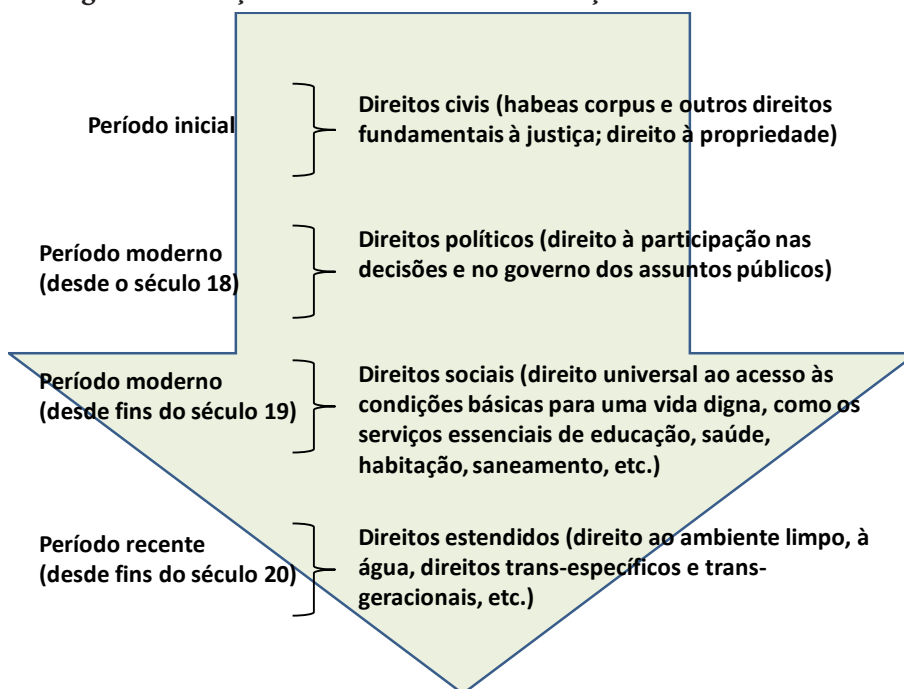 Período inicial
Direitos civis (habeas corpus e outros direitos
fundamentais à justiça; direito à propriedade)
Período moderno
(desde o século 18)
Direitos políticos (direito à participação nas
decisões e no governo dos assuntos públicos)
Período moderno
(desde fins do século 19)
Direitos sociais (direito universal ao acesso às
condições básicas para uma vida digna, como os
serviços essenciais de educação, saúde,
habitação, saneamento, etc.)
Período recente
(desde fins do século 20)
Direitos estendidos (direito ao ambiente limpo, à
água, direitos trans-específicos e trans-
geracionais, etc.)